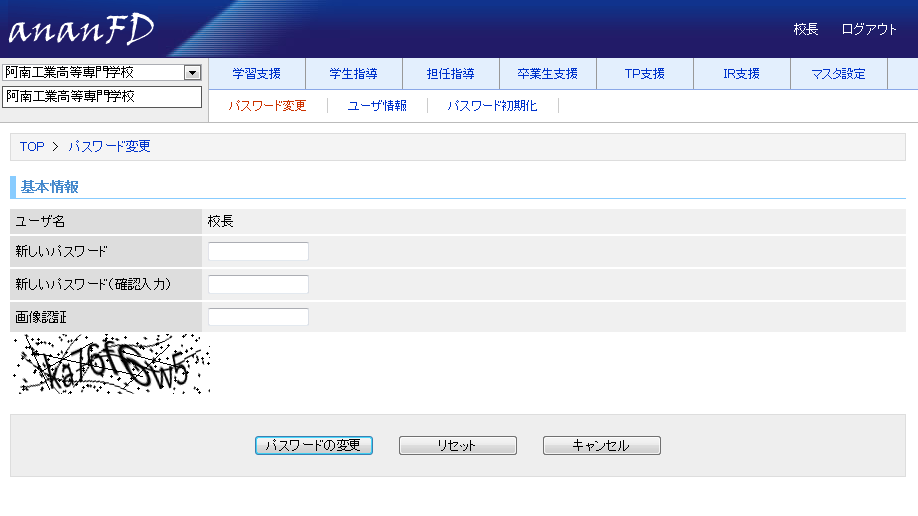 ananFD
校長 ログアウト
阿南工業高等専門学校
阿南工業高等専門学校
学習支援 学生指導 担任指導 卒業生支援 TP支援 IR支援 マスタ設定
パスワード変更 ユーザ情報 パスワード初期化
TOP > パスワード変更
基本情報
ユーザ名 校長
新しいパスワード
新しいパスワード(確認入力)
画像認証
パスワードの変更 リセット キャンセル